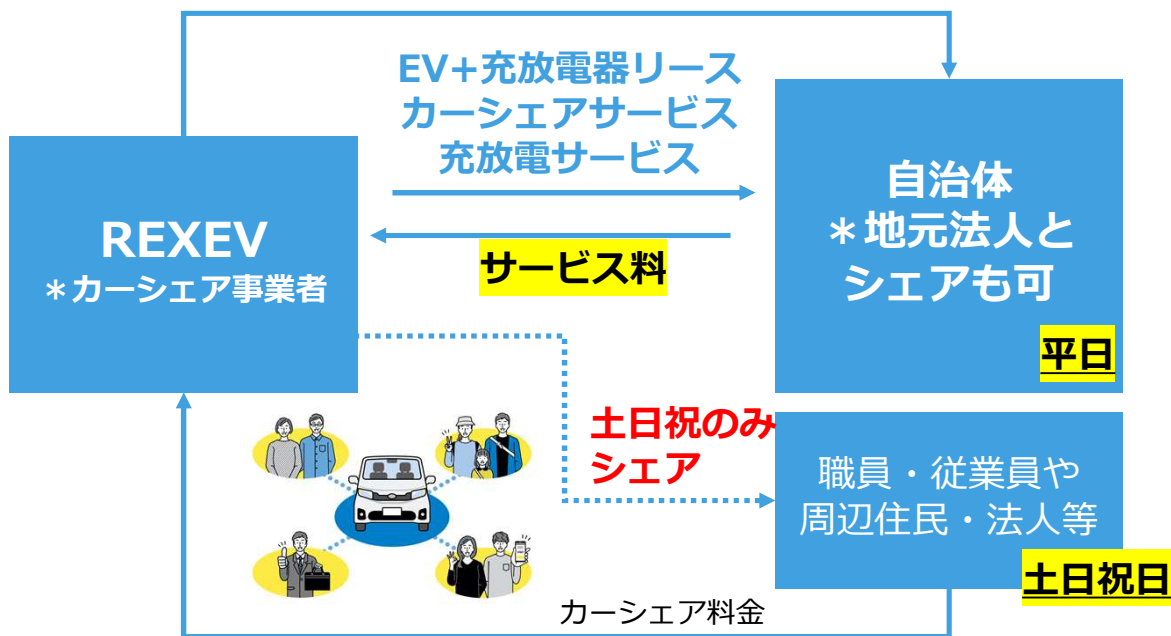 EV+充放電器リース
カーシェアサービス
充放電サービス
REXEV
＊カーシェア事業者
サービス料
自治体
＊地元法人と
シェアも可
平日
土日祝のみ
シェア
職員・従業員や
周辺住民・法人等
土日祝日
カーシェア料金